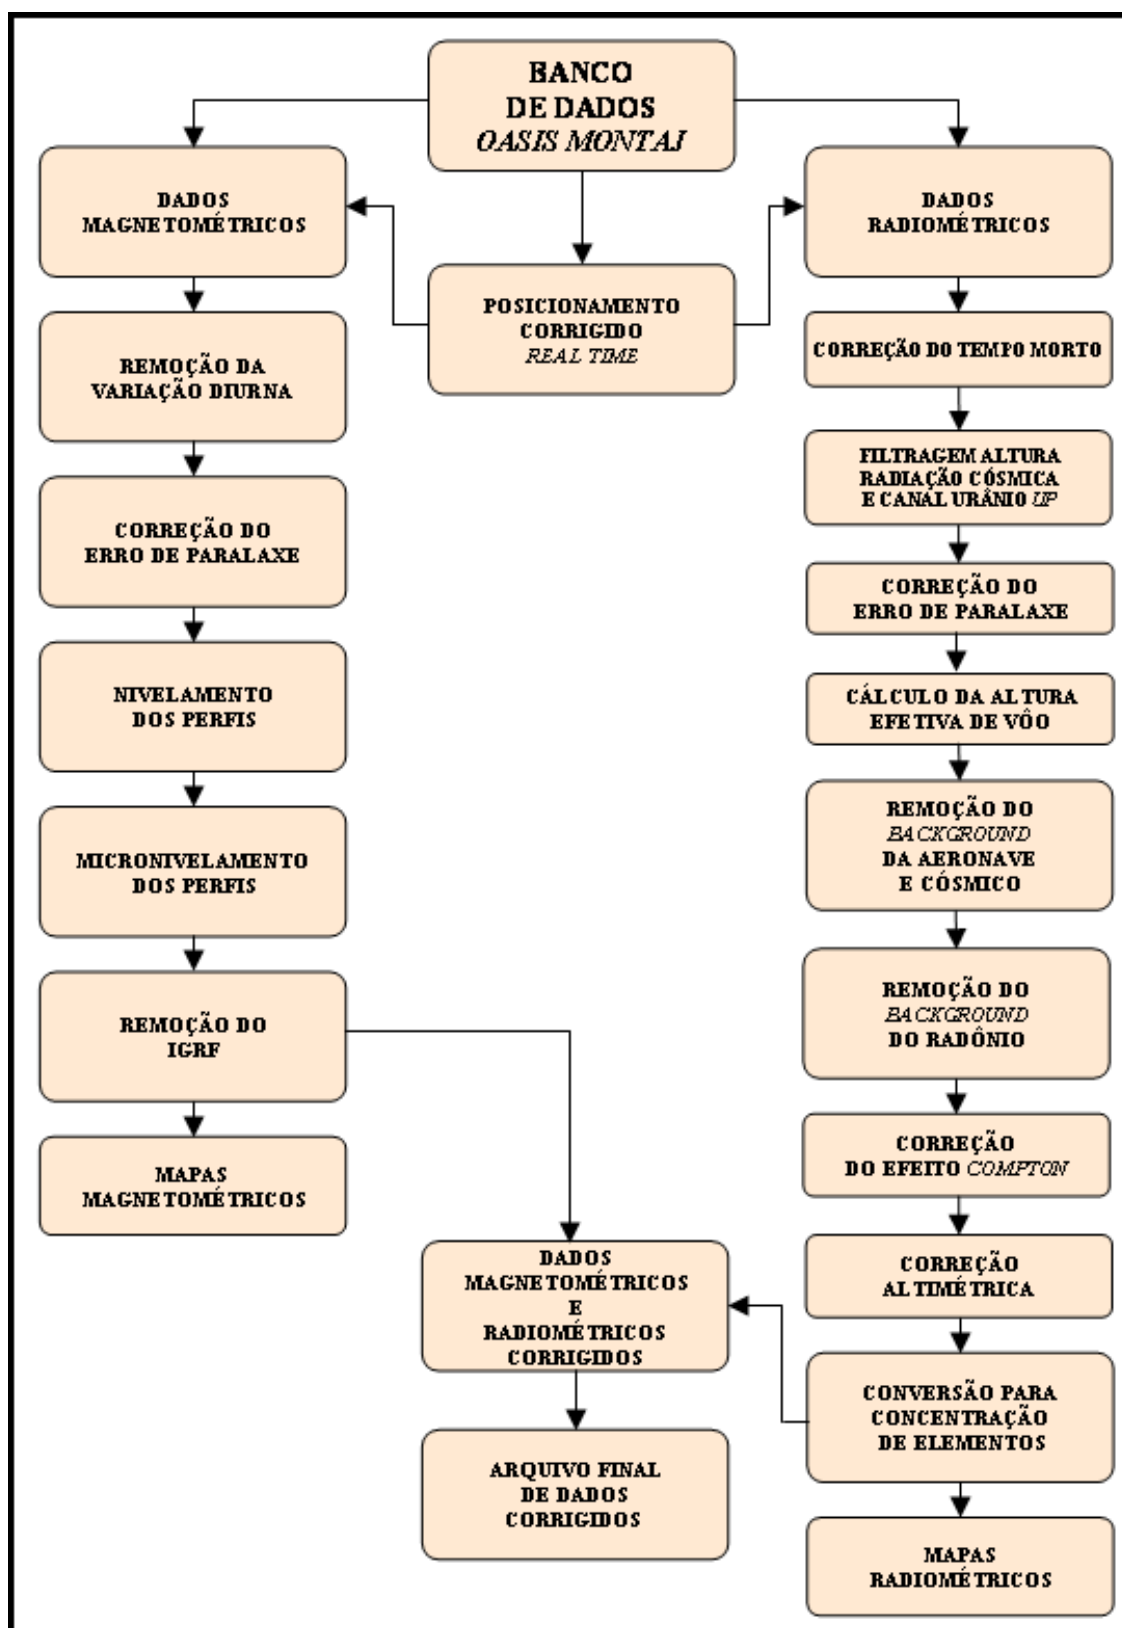 BANCO
DE DADOS
OASIS MONTAJ
DADOS
MAGNETOMÉTRICOS
DADOS
RADIOMÉTRICOS
POSICIONAMENTO
CORRIGIDO
REAL TIME
REMOÇÃO DA
VARIAÇÃO DIURNA
CORREÇÃO DO
ERRO DE PARALAXE
NIVELAMENTO
DOS PERFIS
MICRONIVELAMENTO
DOS PERFIS
REMOÇÃO DO
IGRF
MAPAS
MAGNETOMÉTRICOS
CORREÇÃO DO TEMPO MORTO
FILTRAGEM ALTURA
RADIAÇÃO CÓSMICA
E CANAL URÂNIO UP
CORREÇÃO DO
ERRO DE PARALAXE
CÁLCULO DA ALTURA
EFETIVA DE VÔO
REMOÇÃO DO
BACKGROUND
DA AERONAVE
E CÓSMICO
REMOÇÃO DO
BACKGROUND
DO RADÔNIO
CORREÇÃO
DO EFEITO COMPTON
CORREÇÃO
ALTIMÉTRICA
CONVERSÃO PARA
CONCENTRAÇÃO
DE ELEMENTOS
MAPAS
RADIOMÉTRICOS
DADOS
MAGNETOMÉTRICOS
E
RADIOMÉTRICOS
CORRIGIDOS
ARQUIVO FINAL
DE DADOS
CORRIGIDOS